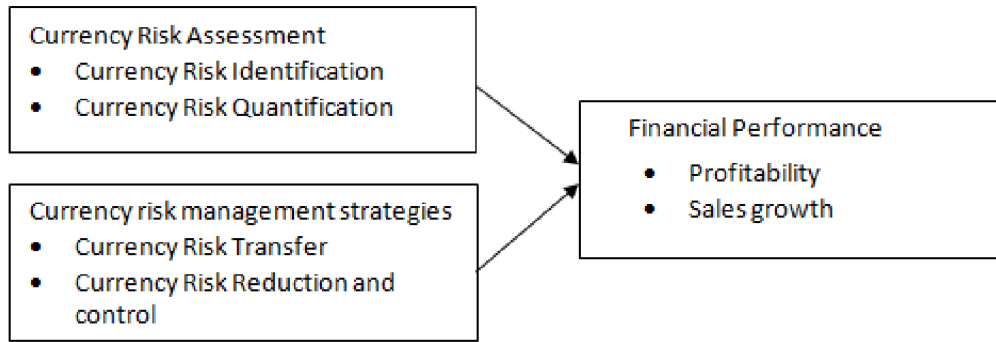 Currency Risk Assessment
• Currency Risk Identification
• Currency Risk Quantification
Currency risk management strategies
• Currency Risk Transfer
• Currency Risk Reduction and
control
Financial Performance
• Profitability
• Sales growth